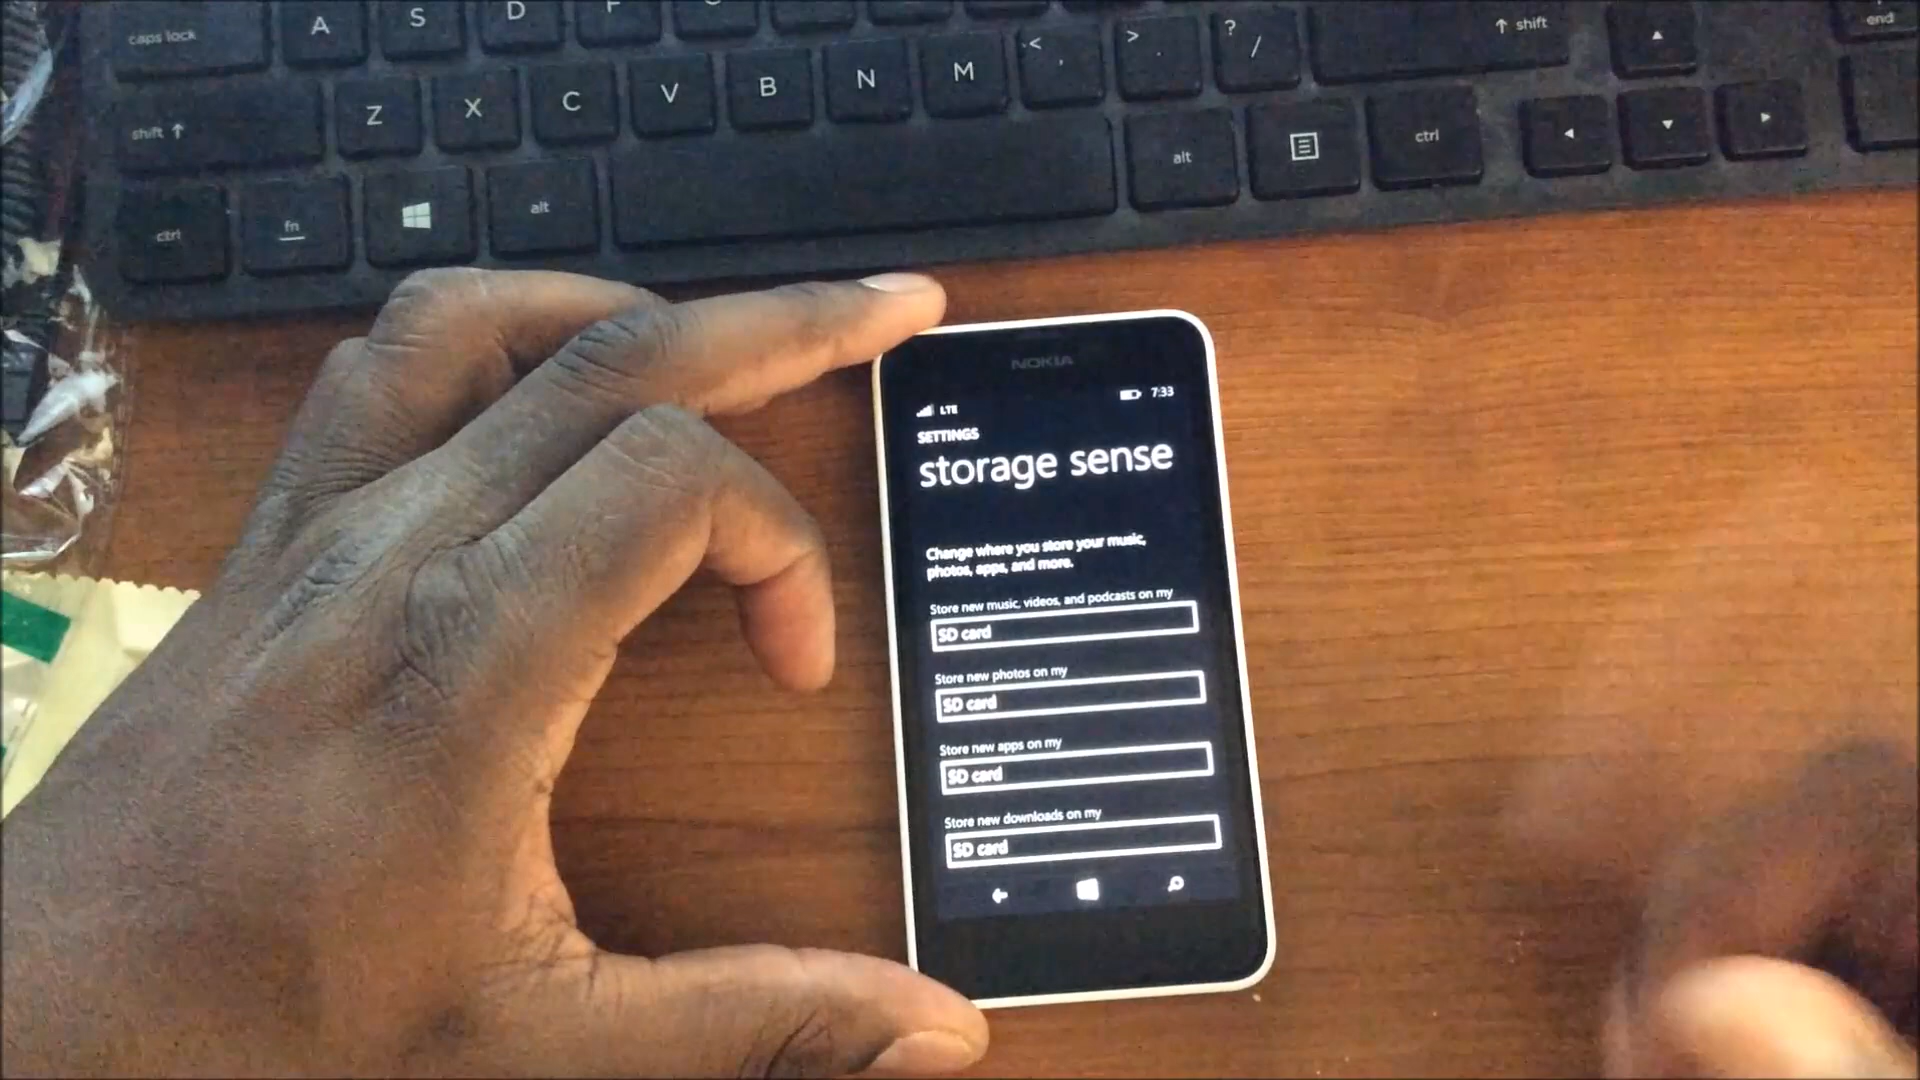 caps lock A S D F
end
shift Z X C V B N M < , > . ? / shift
ctrl fn alt alt ctrl
NOKIA
LTE 7:33
SETTINGS
storage sense
Change where you store your music,
photos, apps, and more.
Store new music, videos, and podcasts on my
SD card
Store new photos on my
SD card
Store new apps on my
SD card
Store new downloads on my
SD card